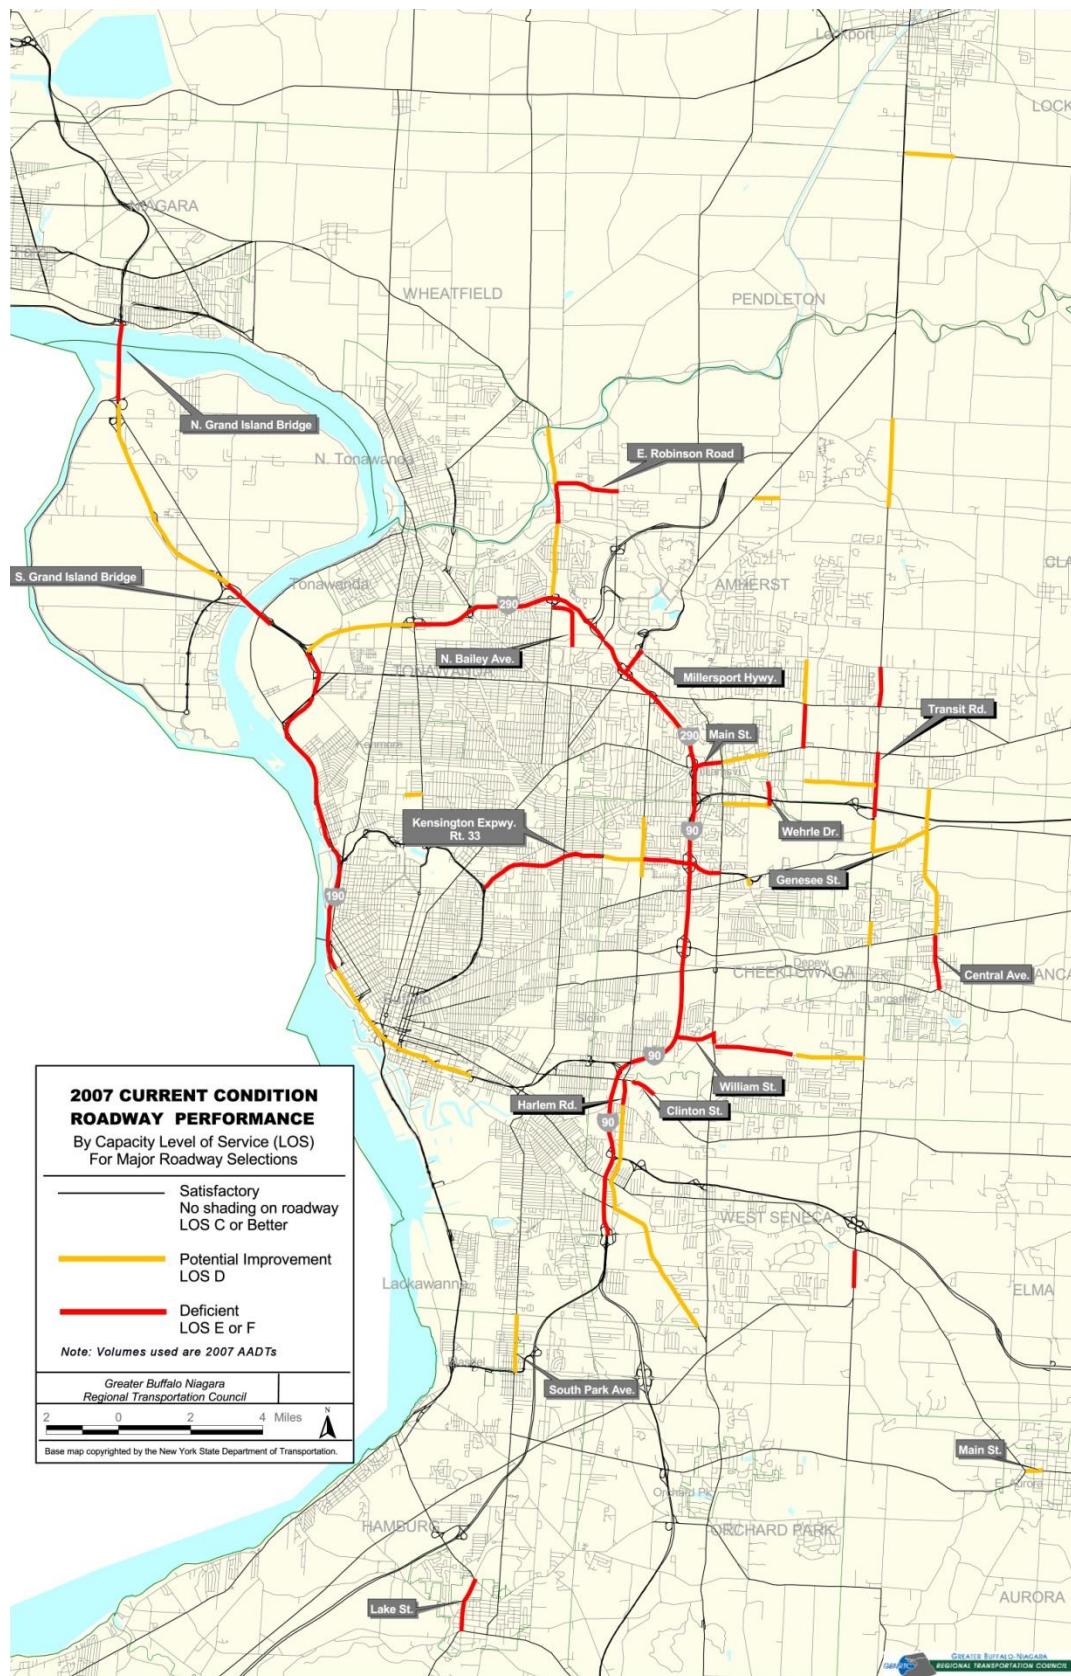 Lockport
LOCK
NIAGARA
WHEATFIELD
PENDLETON
N. Grand Island Bridge
N. Tonawanda
E. Robinson Road
S. Grand Island Bridge
Tonawanda
AMHERST
CLA
290
N. Bailey Ave.
TONAWANDA
Millersport Hywy.
Transit Rd.
290
Main St.
Kenmore
Kensington Expwy.
Rt. 33
90
Wehrle Dr.
Genesee St.
190
Depew
CHEEKTOWAGA
Central Ave.
ANCA
Lancaster
Buffalo
Sloan
90
William St.
Harlem Rd.
Clinton St.
90
2007 CURRENT CONDITION
ROADWAY PERFORMANCE
By Capacity Level of Service (LOS)
For Major Roadway Selections
Satisfactory
No shading on roadway
LOS C or Better
Potential Improvement
LOS D
Deficient
LOS E or F
Note: Volumes used are 2007 AADTs
Greater Buffalo Niagara
Regional Transportation Council
2 0 2 4 Miles
N
Base map copyrighted by the New York State Department of Transportation.
WEST SENECA
Lackawanna
ELMA
Blasdell
South Park Ave.
Main St.
E. Aurora
Orchard Pk
HAMBURG
ORCHARD PARK
Lake St.
AURORA
GBNRTC
GREATER BUFFALO-NIAGARA
REGIONAL TRANSPORTATION COUNCIL